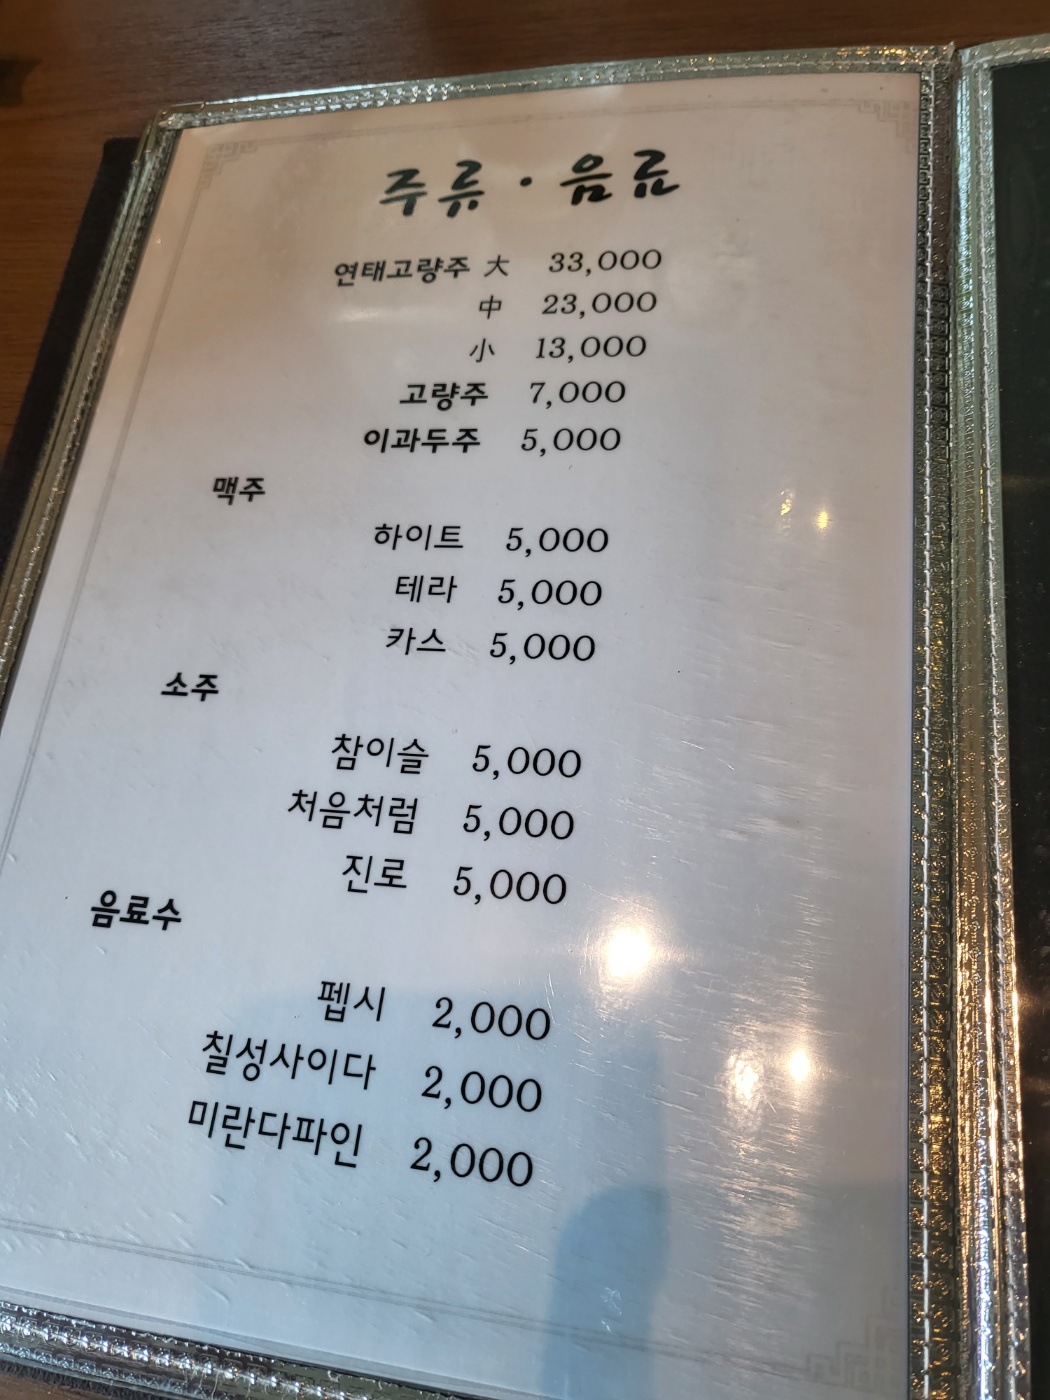 주류 · 음료
연태고량주 大 33,000
中 23,000
小 13,000
고량주 7,000
이과두주 5,000
맥주
하이트 5,000
테라 5,000
카스 5,000
소주
참이슬 5,000
처음처럼 5,000
진로 5,000
음료수
펩시 2,000
칠성사이다 2,000
미란다파인 2,000